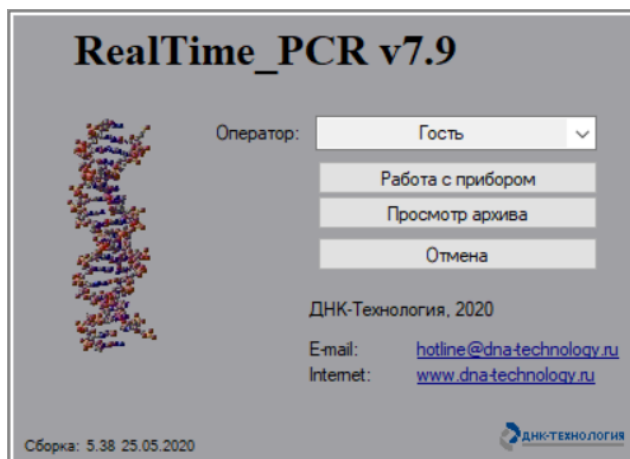 RealTime_PCR v7.9
Оператор: Гость
Работа с прибором
Просмотр архива
Отмена
ДНК-Технология, 2020
E-mail: hotline@dna-technology.ru
Internet: www.dna-technology.ru
Сборка: 5.38 25.05.2020
ДНК-ТЕХНОЛОГИЯ